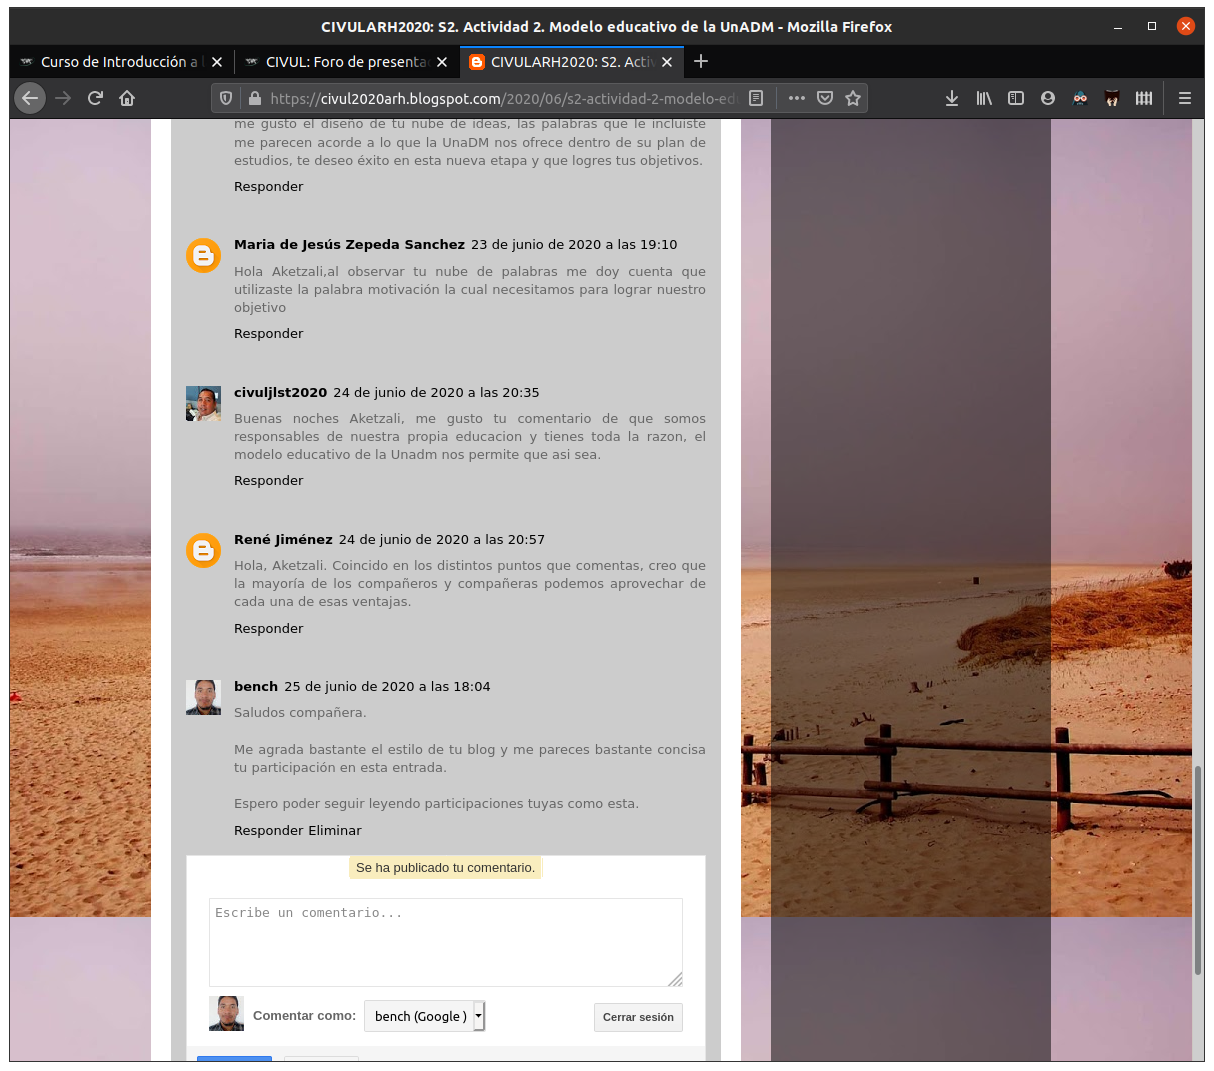 CIVULARH2020: S2. Actividad 2. Modelo educativo de la UnADM - Mozilla Firefox
Curso de Introducción a l
CIVUL: Foro de presenta
CIVULARH2020: S2. Activ
https://civul2020arh.blogspot.com/2020/06/s2-actividad-2-modelo-ed
me gusto el diseño de tu nube de ideas, las palabras que le incluiste
me parecen acorde a lo que la UnaDM nos ofrece dentro de su plan de
estudios, te deseo éxito en esta nueva etapa y que logres tus objetivos.
Responder
Maria de Jesús Zepeda Sanchez 23 de junio de 2020 a las 19:10
Hola Aketzali,al observar tu nube de palabras me doy cuenta que
utilizaste la palabra motivación la cual necesitamos para lograr nuestro
objetivo
Responder
civuljlst2020 24 de junio de 2020 a las 20:35
Buenas noches Aketzali, me gusto tu comentario de que somos
responsables de nuestra propia educacion y tienes toda la razon, el
modelo educativo de la Unadm nos permite que asi sea.
Responder
René Jiménez 24 de junio de 2020 a las 20:57
Hola, Aketzali. Coincido en los distintos puntos que comentas, creo que
la mayoría de los compañeros y compañeras podemos aprovechar de
cada una de esas ventajas.
Responder
bench 25 de junio de 2020 a las 18:04
Saludos compañera.
Me agrada bastante el estilo de tu blog y me pareces bastante concisa
tu participación en esta entrada.
Espero poder seguir leyendo participaciones tuyas como esta.
Responder Eliminar
Se ha publicado tu comentario.
Escribe un comentario...
Comentar como:
bench (Google )
Cerrar sesión